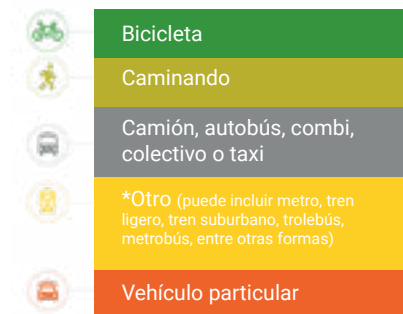 Bicicleta
Caminando
Camión, autobús, combi,
colectivo o taxi
*Otro (puede incluir metro, tren
ligero, tren suburbano, trolebús,
metrobús, entre otras formas)
Vehículo particular